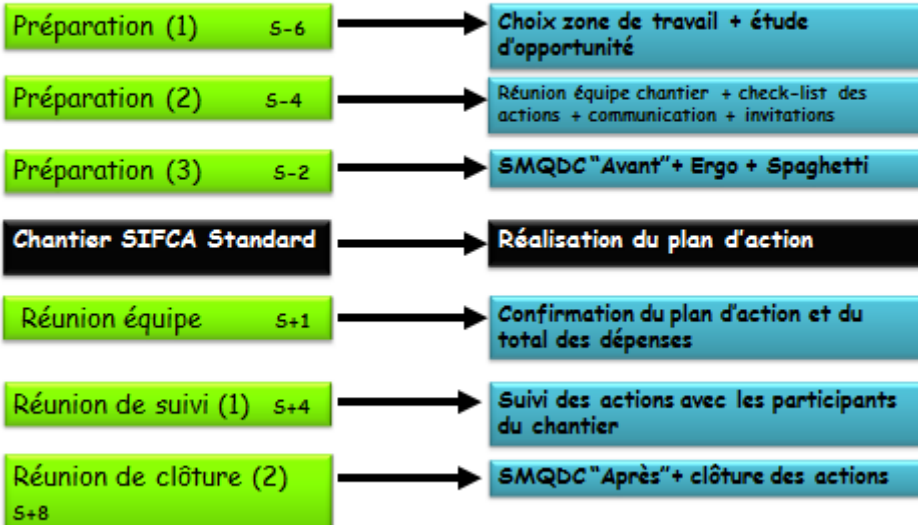 Préparation (1) S-6
Choix zone de travail + étude
d'opportunité
Préparation (2) S-4
Réunion équipe chantier + check-list des
actions + communication + invitations
Préparation (3) S-2
SMQDC "Avant"+ Ergo + Spaghetti
Chantier SIFCA Standard
Réalisation du plan d'action
Réunion équipe S+1
Confirmation du plan d'action et du
total des dépenses
Réunion de suivi (1) S+4
Suivi des actions avec les participants
du chantier
Réunion de clôture (2)
S+8
SMQDC "Après"+ clôture des actions